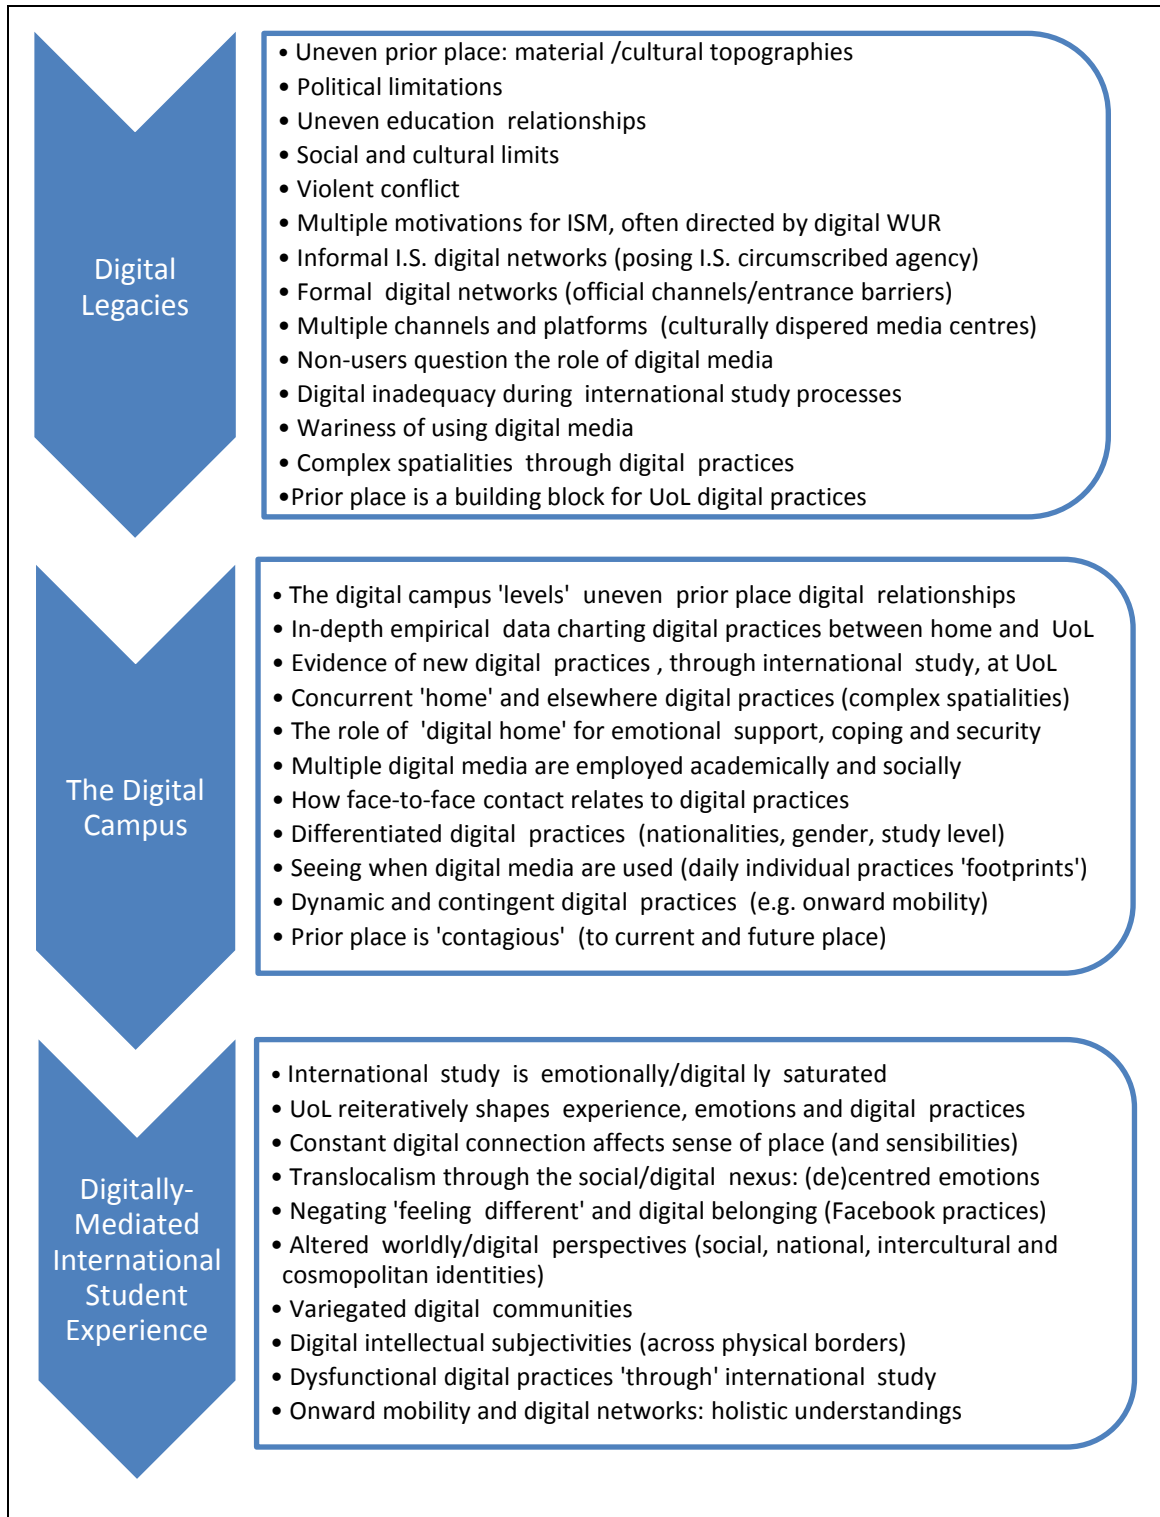 Digital
Legacies
• Uneven prior place: material /cultural topographies
• Political limitations
• Uneven education relationships
• Social and cultural limits
• Violent conflict
• Multiple motivations for ISM, often directed by digital WUR
• Informal I.S. digital networks (posing I.S. circumscribed agency)
• Formal digital networks (official channels/entrance barriers)
• Multiple channels and platforms (culturally dispered media centres)
• Non-users question the role of digital media
• Digital inadequacy during international study processes
• Wariness of using digital media
• Complex spatialities through digital practices
•Prior place is a building block for UoL digital practices
The Digital
Campus
• The digital campus 'levels' uneven prior place digital relationships
• In-depth empirical data charting digital practices between home and UoL
• Evidence of new digital practices , through international study, at UoL
• Concurrent 'home' and elsewhere digital practices (complex spatialities)
• The role of 'digital home' for emotional support, coping and security
• Multiple digital media are employed academically and socially
• How face-to-face contact relates to digital practices
• Differentiated digital practices (nationalities, gender, study level)
• Seeing when digital media are used (daily individual practices 'footprints')
• Dynamic and contingent digital practices (e.g. onward mobility)
• Prior place is 'contagious' (to current and future place)
Digitally-
Mediated
International
Student
Experience
• International study is emotionally/digital ly saturated
• UoL reiteratively shapes experience, emotions and digital practices
• Constant digital connection affects sense of place (and sensibilities)
• Translocalism through the social/digital nexus: (de)centred emotions
• Negating 'feeling different' and digital belonging (Facebook practices)
• Altered worldly/digital perspectives (social, national, intercultural and
cosmopolitan identities)
• Variegated digital communities
• Digital intellectual subjectivities (across physical borders)
• Dysfunctional digital practices 'through' international study
• Onward mobility and digital networks: holistic understandings